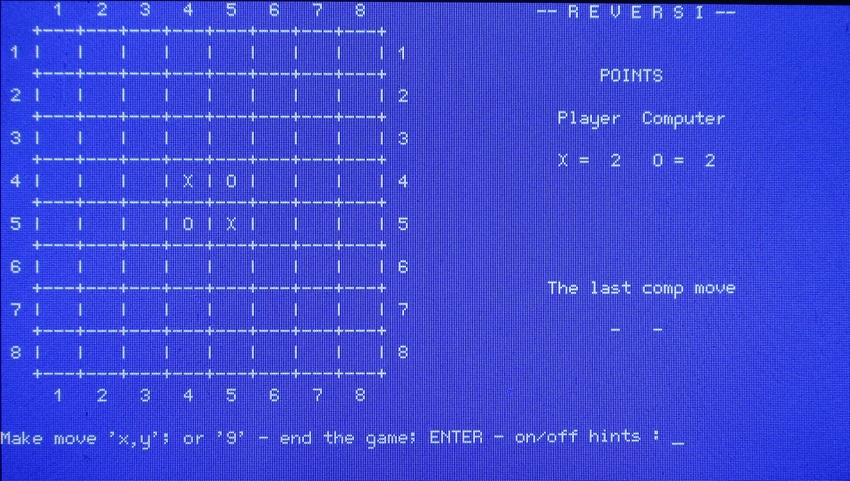 1 2 3 4 5 6 7 8 -- R E V E R S I --
+---+---+---+---+---+---+---+---+
1 | | | | | | | | | 1
+---+---+---+---+---+---+---+---+ POINTS
2 | | | | | | | | | 2
+---+---+---+---+---+---+---+---+ Player Computer
3 | | | | | | | | | 3
+---+---+---+---+---+---+---+---+ X = 2 O = 2
4 | | | | X | O | | | | 4
+---+---+---+---+---+---+---+---+
5 | | | | O | X | | | | 5
+---+---+---+---+---+---+---+---+
6 | | | | | | | | | 6
+---+---+---+---+---+---+---+---+ The last comp move
7 | | | | | | | | | 7
+---+---+---+---+---+---+---+---+ - -
8 | | | | | | | | | 8
+---+---+---+---+---+---+---+---+
1 2 3 4 5 6 7 8
Make move 'x,y'; or '9' - end the game; ENTER - on/off hints : _